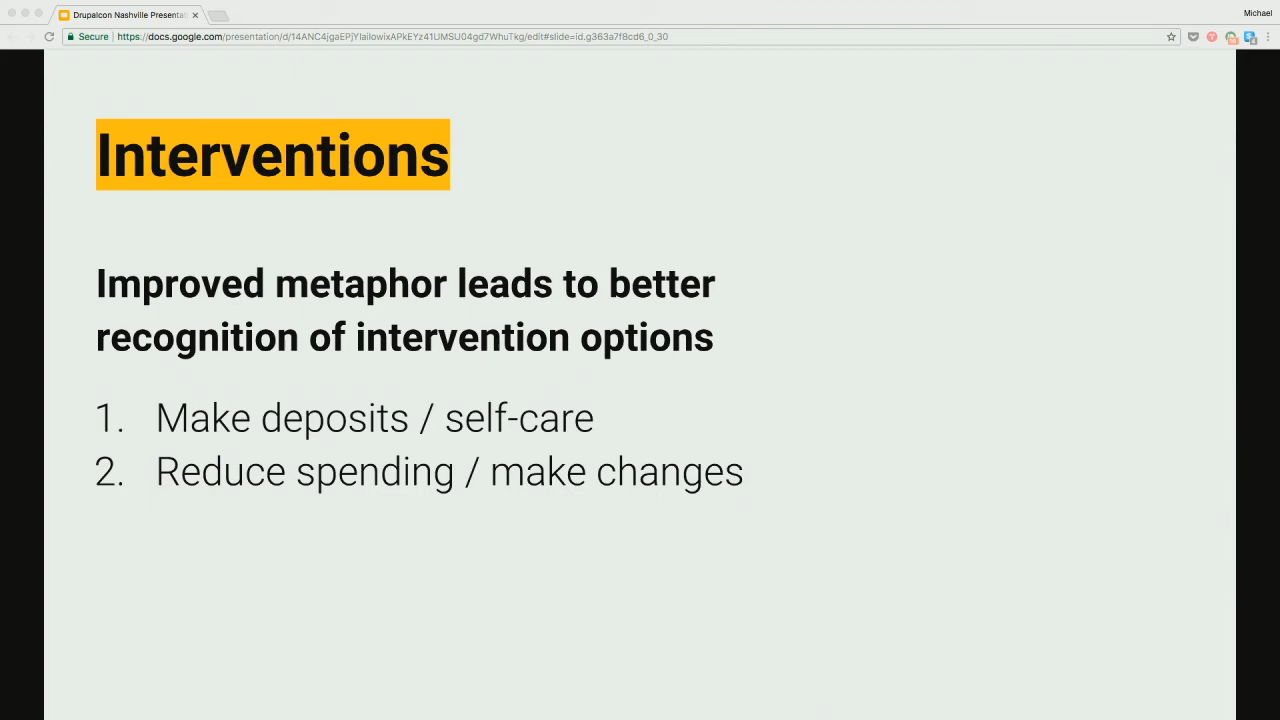 Drupalcon Nashville Presentat
Michael
Secure
https://docs.google.com/presentation/d/14ANC4jgaEPjYlailowixAPkEYz41UMSU04gd7WhuTkg/edit#slide=id.g363a7f8cd6_0_30
Interventions
Improved metaphor leads to better
recognition of intervention options
1. Make deposits / self-care
2. Reduce spending / make changes